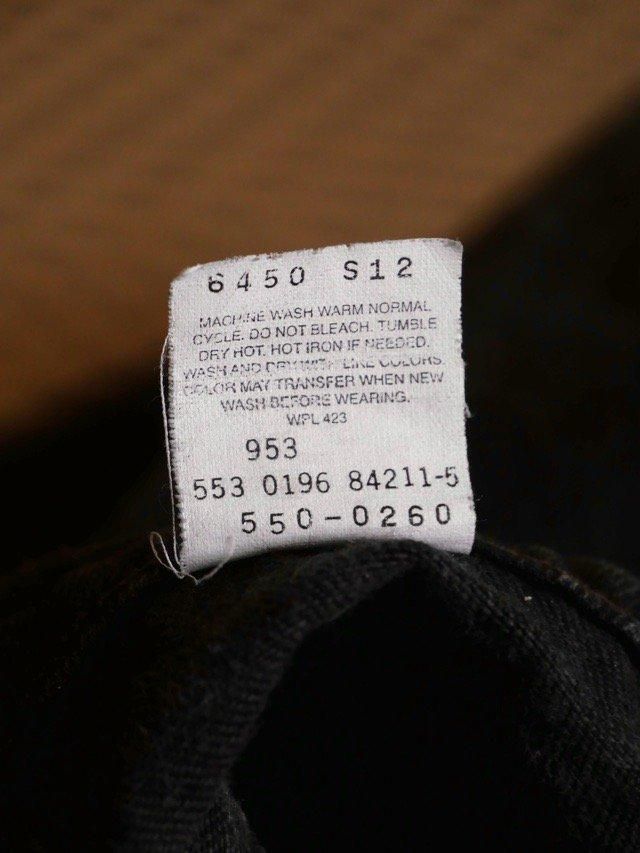 6450 S12
MACHINE WASH WARM NORMAL
CYCLE. DO NOT BLEACH. TUMBLE
DRY HOT. HOT IRON IF NEEDED.
WASH AND DRY WITH LIKE COLORS.
COLOR MAY TRANSFER WHEN NEW
WASH BEFORE WEARING.
WPL 423
953
553 0196 84211-5
550-0260